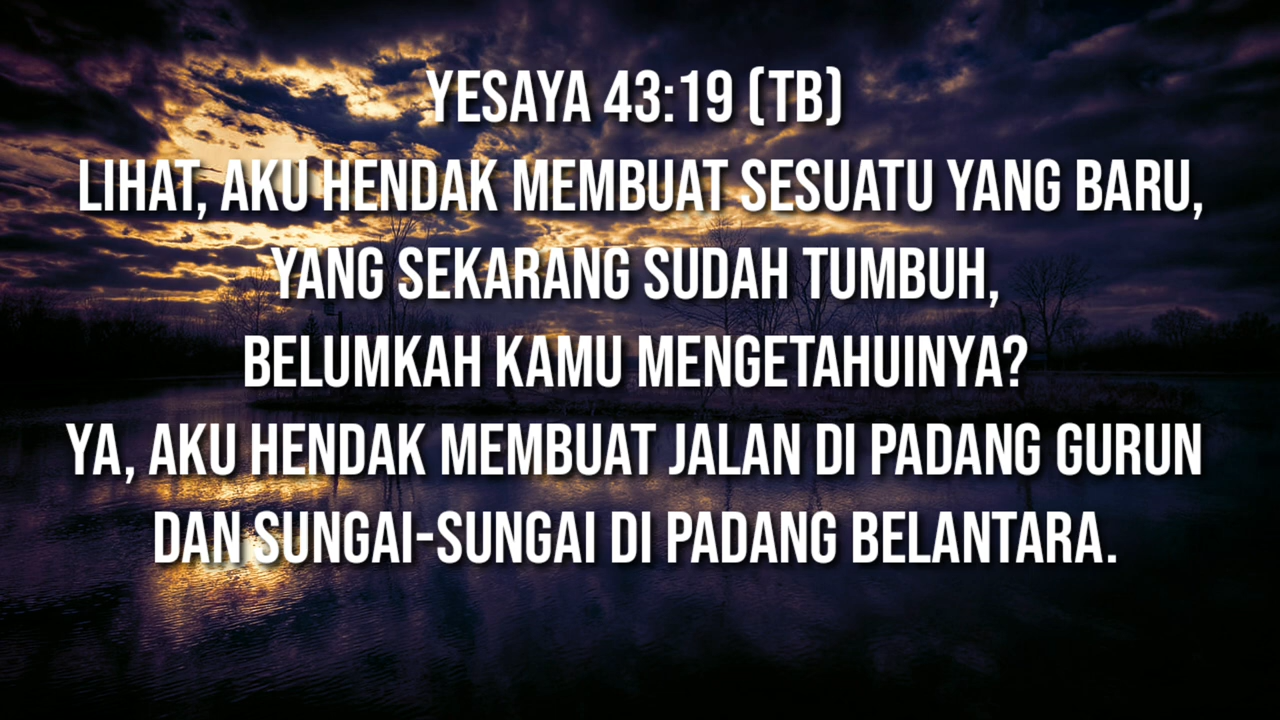 YESAYA 43:19 (TB)
LIHAT, AKU HENDAK MEMBUAT SESUATU YANG BARU,
YANG SEKARANG SUDAH TUMBUH,
BELUMKAH KAMU MENGETAHUINYA?
YA, AKU HENDAK MEMBUAT JALAN DI PADANG GURUN
DAN SUNGAI-SUNGAI DI PADANG BELANTARA.